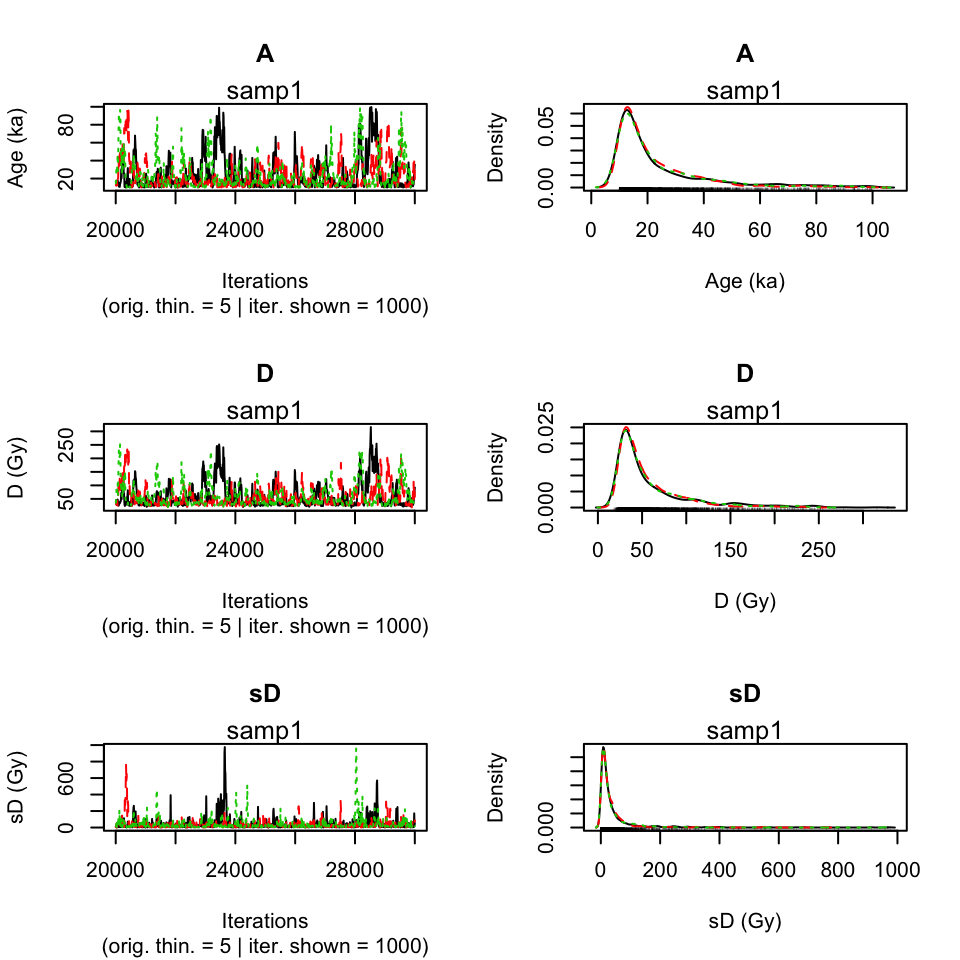 A
samp1
Age (ka)
80
20
20000 24000 28000
Iterations
(orig. thin. = 5 | iter. shown = 1000)
A
samp1
Density
0.05
0.00
0 20 40 60 80 100
Age (ka)
D
samp1
D (Gy)
250
50
20000 24000 28000
Iterations
(orig. thin. = 5 | iter. shown = 1000)
D
samp1
Density
0.025
0.000
0 50 150 250
D (Gy)
sD
samp1
sD (Gy)
600
0
20000 24000 28000
Iterations
(orig. thin. = 5 | iter. shown = 1000)
sD
samp1
Density
0.000
0 200 400 600 800 1000
sD (Gy)